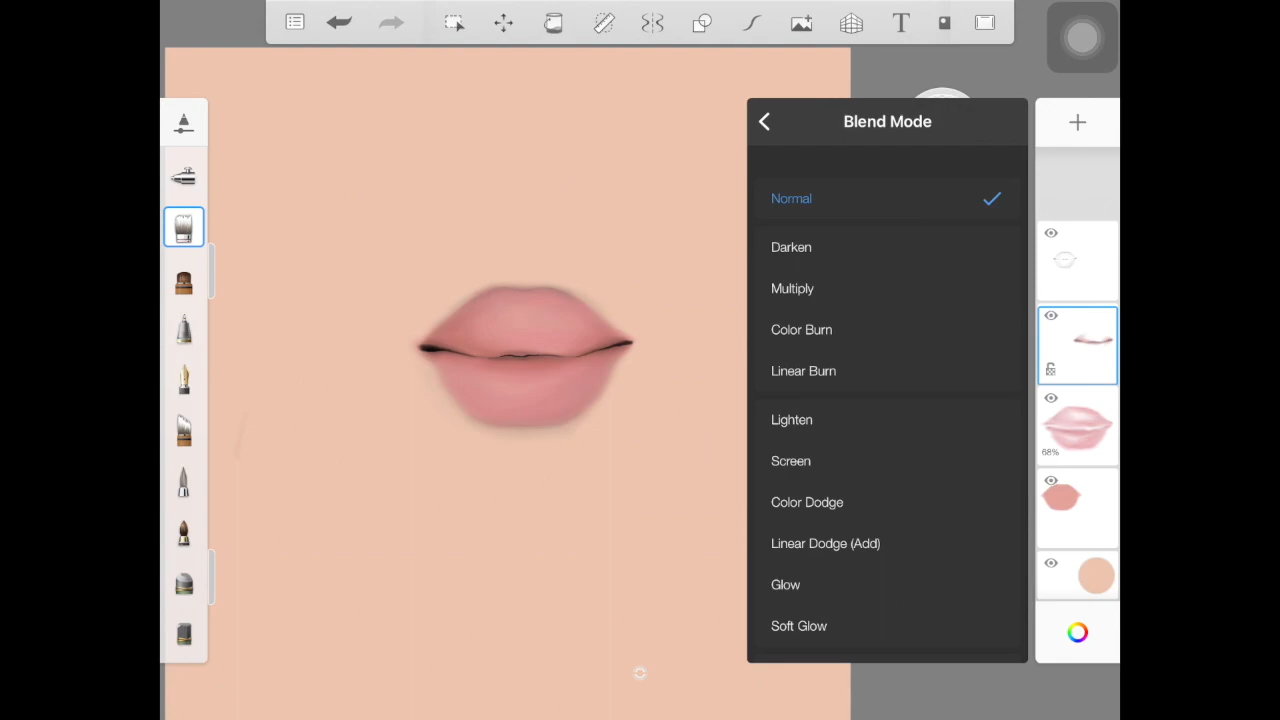 T
Blend Mode
Normal
Darken
Multiply
Color Burn
Linear Burn
Lighten
Screen
Color Dodge
Linear Dodge (Add)
Glow
Soft Glow
68%